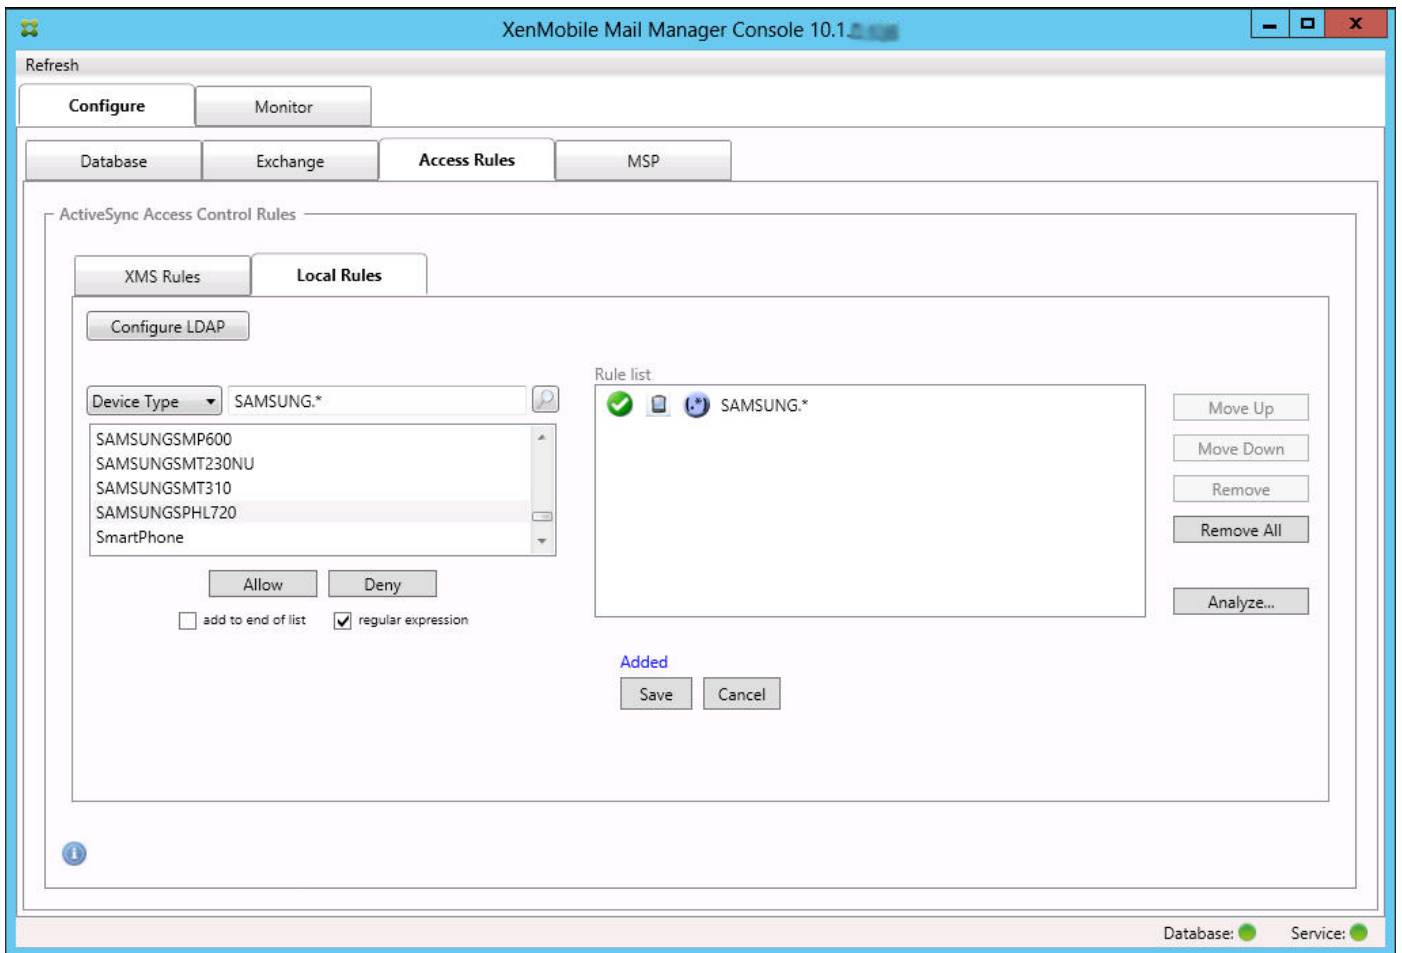 XenMobile Mail Manager Console 10.1.
Refresh
Configure
Monitor
Database
Exchange
Access Rules
MSP
ActiveSync Access Control Rules
XMS Rules
Local Rules
Configure LDAP
Rule list
Device Type
SAMSUNG.*
(.*) SAMSUNG.*
SAMSUNGSMP600
SAMSUNGSMT230NU
SAMSUNGSMT310
SAMSUNGSPHL720
SmartPhone
Move Up
Move Down
Remove
Remove All
Analyze...
Allow
Deny
add to end of list
regular expression
Added
Save
Cancel
Database:
Service: